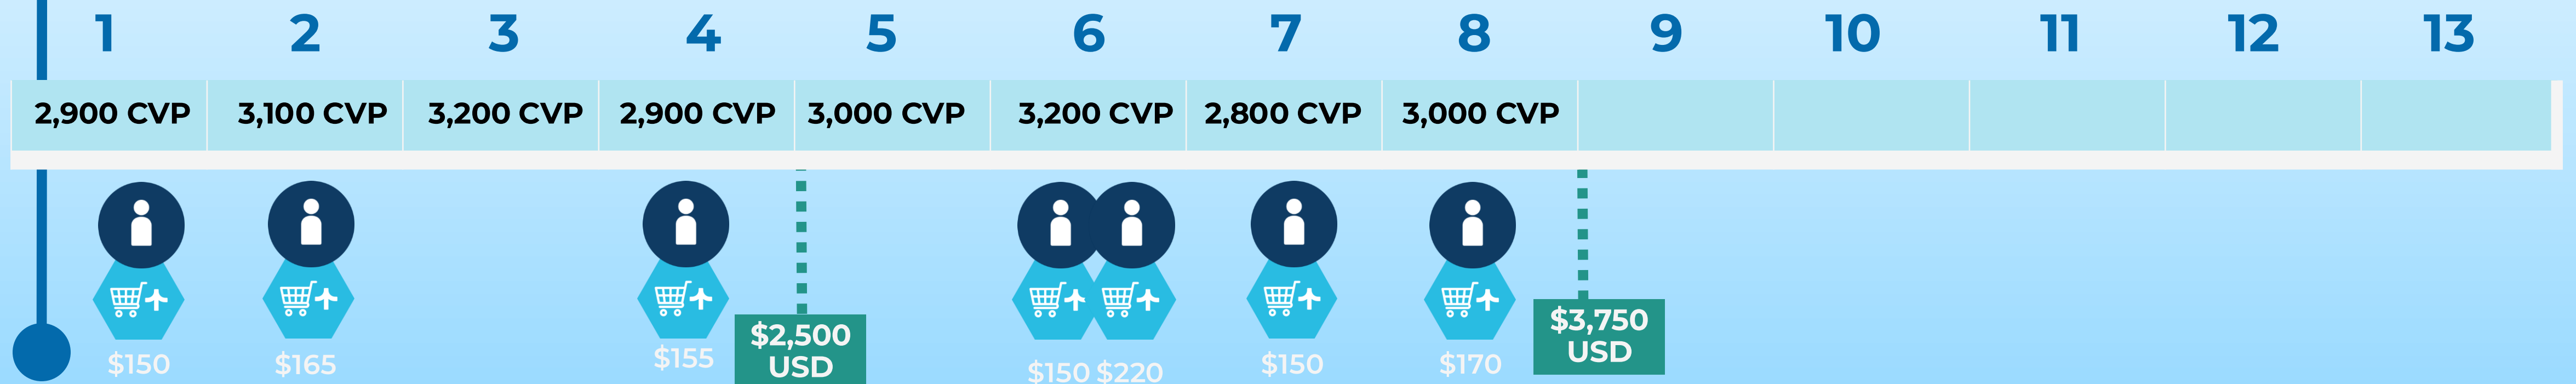 1 2 3 4 5 6 7 8 9 10 11 12 13
2,900 CVP 3,100 CVP 3,200 CVP 2,900 CVP 3,000 CVP 3,200 CVP 2,800 CVP 3,000 CVP
$150 $165 $155 $150 $220 $150 $170
$2,500
USD
$3,750
USD